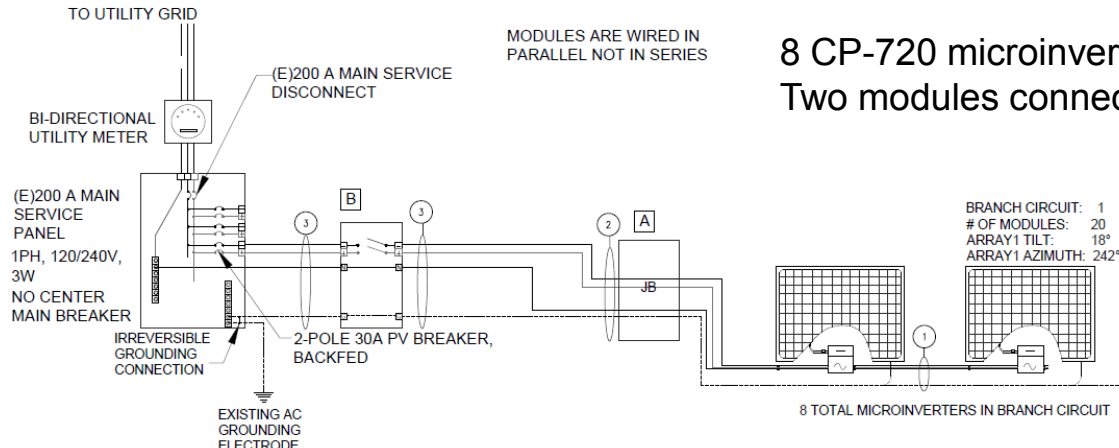 TO UTILITY GRID
MODULES ARE WIRED IN
PARALLEL NOT IN SERIES
8 CP-720 microinver
Two modules connec
(E)200 A MAIN SERVICE
DISCONNECT
BI-DIRECTIONAL
UTILITY METER
(E)200 A MAIN
SERVICE
PANEL
1PH, 120/240V,
3W
NO CENTER
MAIN BREAKER
B
3
3
2
A
JB
BRANCH CIRCUIT: 1
# OF MODULES: 20
ARRAY1 TILT: 18°
ARRAY1 AZIMUTH: 242°
1
IRREVERSIBLE
GROUNDING
CONNECTION
2-POLE 30A PV BREAKER,
BACKFED
8 TOTAL MICROINVERTERS IN BRANCH CIRCUIT
EXISTING AC
GROUNDING
ELECTRODE